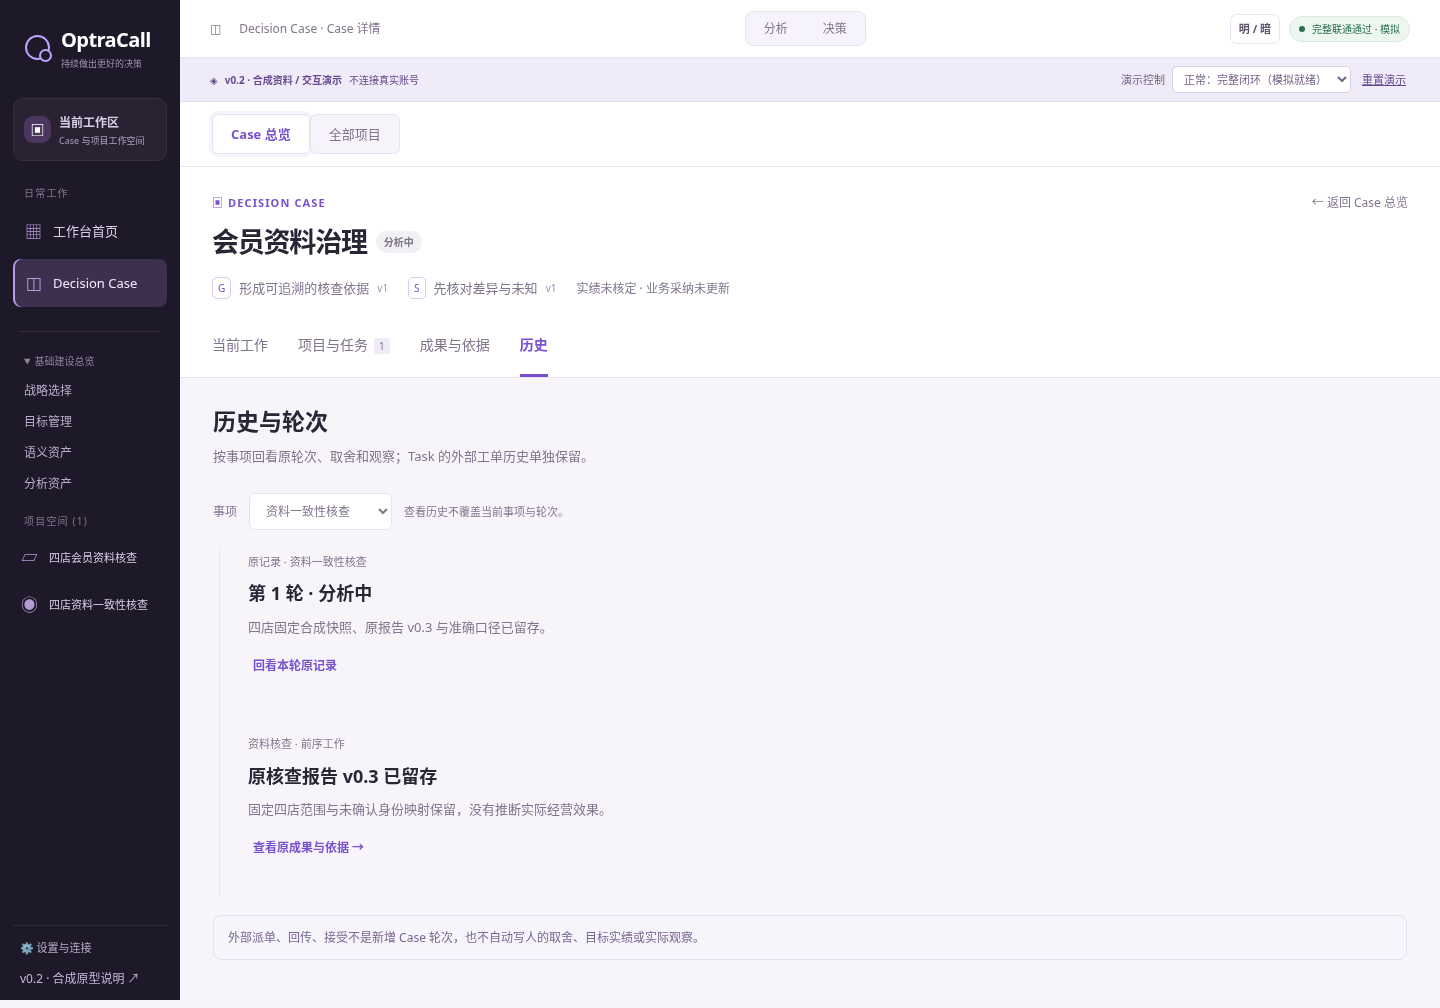 OptraCall
持续做出更好的决策
当前工作区
Case 与项目工作空间
日常工作
工作台首页
Decision Case
▼ 基础建设总览
战略选择
目标管理
语义资产
分析资产
项目空间 (1)
四店会员资料核查
四店资料一致性核查
⚙️ 设置与连接
v0.2 · 合成原型说明 ↗
Decision Case · Case 详情
分析
决策
明 / 暗
完整联通通过 · 模拟
◈ v0.2 · 合成资料 / 交互演示 不连接真实账号
演示控制
正常：完整闭环（模拟就绪）
重置演示
Case 总览
全部项目
DECISION CASE
← 返回 Case 总览
会员资料治理
分析中
G 形成可追溯的核查依据 v1
S 先核对差异与未知 v1
实绩未核定 · 业务采纳未更新
当前工作
项目与任务 1
成果与依据
历史
历史与轮次
按事项回看原轮次、取舍和观察；Task 的外部工单历史单独保留。
事项
资料一致性核查
查看历史不覆盖当前事项与轮次。
原记录 · 资料一致性核查
第 1 轮 · 分析中
四店固定合成快照、原报告 v0.3 与准确口径已留存。
回看本轮原记录
资料核查 · 前序工作
原核查报告 v0.3 已留存
固定四店范围与未确认身份映射保留，没有推断实际经营效果。
查看原成果与依据 →
外部派单、回传、接受不是新增 Case 轮次，也不自动写人的取舍、目标实绩或实际观察。